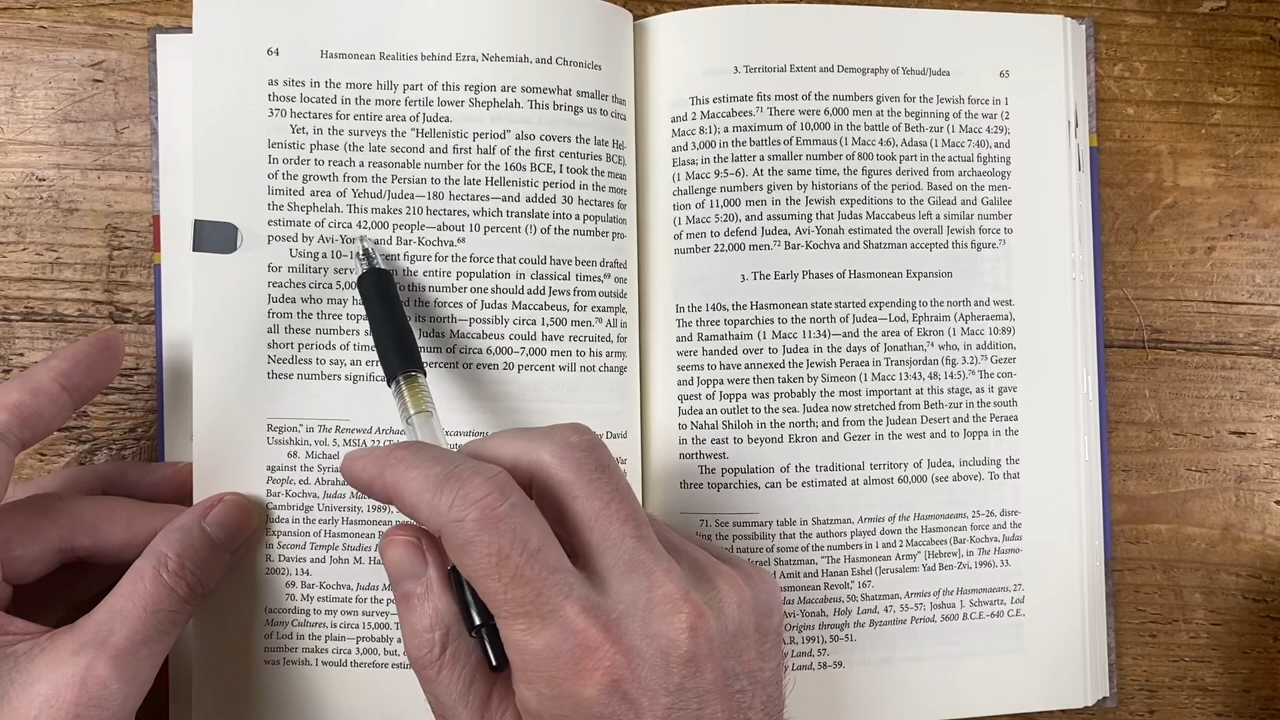 64 Hasmonean Realities behind Ezra, Nehemiah, and Chronicles
as sites in the more hilly part of this region are somewhat smaller than
those located in the more fertile lower Shephelah. This brings us to circa
370 hectares for entire area of Judea.
Yet, in the surveys the “Hellenistic period” also covers the late Hel-
lenistic phase (the late second and first half of the first centuries BCE).
In order to reach a reasonable number for the 160s BCE, I took the mean
of the growth from the Persian to the late Hellenistic period in the more
limited area of Yehud/Judea—180 hectares—and added 30 hectares for
the Shephelah. This makes 210 hectares, which translate into a population
estimate of circa 42,000 people—about 10 percent (!) of the number pro-
posed by Avi-Yo and Bar-Kochva.68
Using a 10–1 cent figure for the force that could have been drafted
for military serv m the entire population in classical times,69 one
reaches circa 5,00 To this number one should add Jews from outside
Judea who may ha d the forces of Judas Maccabeus, for example,
from the three topa o its north—possibly circa 1,500 men.70 All in
all these numbers s Judas Maccabeus could have recruited, for
short periods of time mum of circa 6,000–7,000 men to his army.
Needless to say, an err percent or even 20 percent will not change
these numbers significa
Region,” in The Renewed Archae Excavations by David
Ussishkin, vol. 5, MSIA 22 (T ute
68. Michael War
against the Syria
People, ed. Abraha
Bar-Kochva, Judas Mac
Cambridge University, 1989),
Judea in the early Hasmonean peri
Expansion of Hasmonean
in Second Temple Studies I
R. Davies and John M. Ha
2002), 134.
69. Bar-Kochva, Judas M
70. My estimate for the po
(according to my own survey—
Many Cultures, is circa 15,000. T
of Lod in the plain—probably a
number makes circa 3,000, but,
was Jewish. I would therefore estim
3. Territorial Extent and Demography of Yehud/Judea 65
This estimate fits most of the numbers given for the Jewish force in 1
and 2 Maccabees.71 There were 6,000 men at the beginning of the war (2
Macc 8:1); a maximum of 10,000 in the battle of Beth-zur (1 Macc 4:29);
and 3,000 in the battles of Emmaus (1 Macc 4:6), Adasa (1 Macc 7:40), and
Elasa; in the latter a smaller number of 800 took part in the actual fighting
(1 Macc 9:5–6). At the same time, the figures derived from archaeology
challenge numbers given by historians of the period. Based on the men-
tion of 11,000 men in the Jewish expeditions to the Gilead and Galilee
(1 Macc 5:20), and assuming that Judas Maccabeus left a similar number
of men to defend Judea, Avi-Yonah estimated the overall Jewish force to
number 22,000 men.72 Bar-Kochva and Shatzman accepted this figure.73
3. The Early Phases of Hasmonean Expansion
In the 140s, the Hasmonean state started expending to the north and west.
The three toparchies to the north of Judea—Lod, Ephraim (Apheraema),
and Ramathaim (1 Macc 11:34)—and the area of Ekron (1 Macc 10:89)
were handed over to Judea in the days of Jonathan,74 who, in addition,
seems to have annexed the Jewish Peraea in Transjordan (fig. 3.2).75 Gezer
and Joppa were then taken by Simeon (1 Macc 13:43, 48; 14:5).76 The con-
quest of Joppa was probably the most important at this stage, as it gave
Judea an outlet to the sea. Judea now stretched from Beth-zur in the south
to Nahal Shiloh in the north; and from the Judean Desert and the Peraea
in the east to beyond Ekron and Gezer in the west and to Joppa in the
northwest.
The population of the traditional territory of Judea, including the
three toparchies, can be estimated at almost 60,000 (see above). To that
71. See summary table in Shatzman, Armies of the Hasmonaeans, 25–26, disre-
ing the possibility that the authors played down the Hasmonean force and the
d nature of some of the numbers in 1 and 2 Maccabees (Bar-Kochva, Judas
srael Shatzman, “The Hasmonean Army” [Hebrew], in The Hasmo-
Amit and Hanan Eshel (Jerusalem: Yad Ben-Zvi, 1996), 33.
smonean Revolt,” 167.
das Maccabeus, 50; Shatzman, Armies of the Hasmonaeans, 27.
Avi-Yonah, Holy Land, 47, 55–57; Joshua J. Schwartz, Lod
Origins through the Byzantine Period, 5600 B.C.E.–640 C.E.,
A.R, 1991), 50–51.
y Land, 57.
y Land, 58–59.